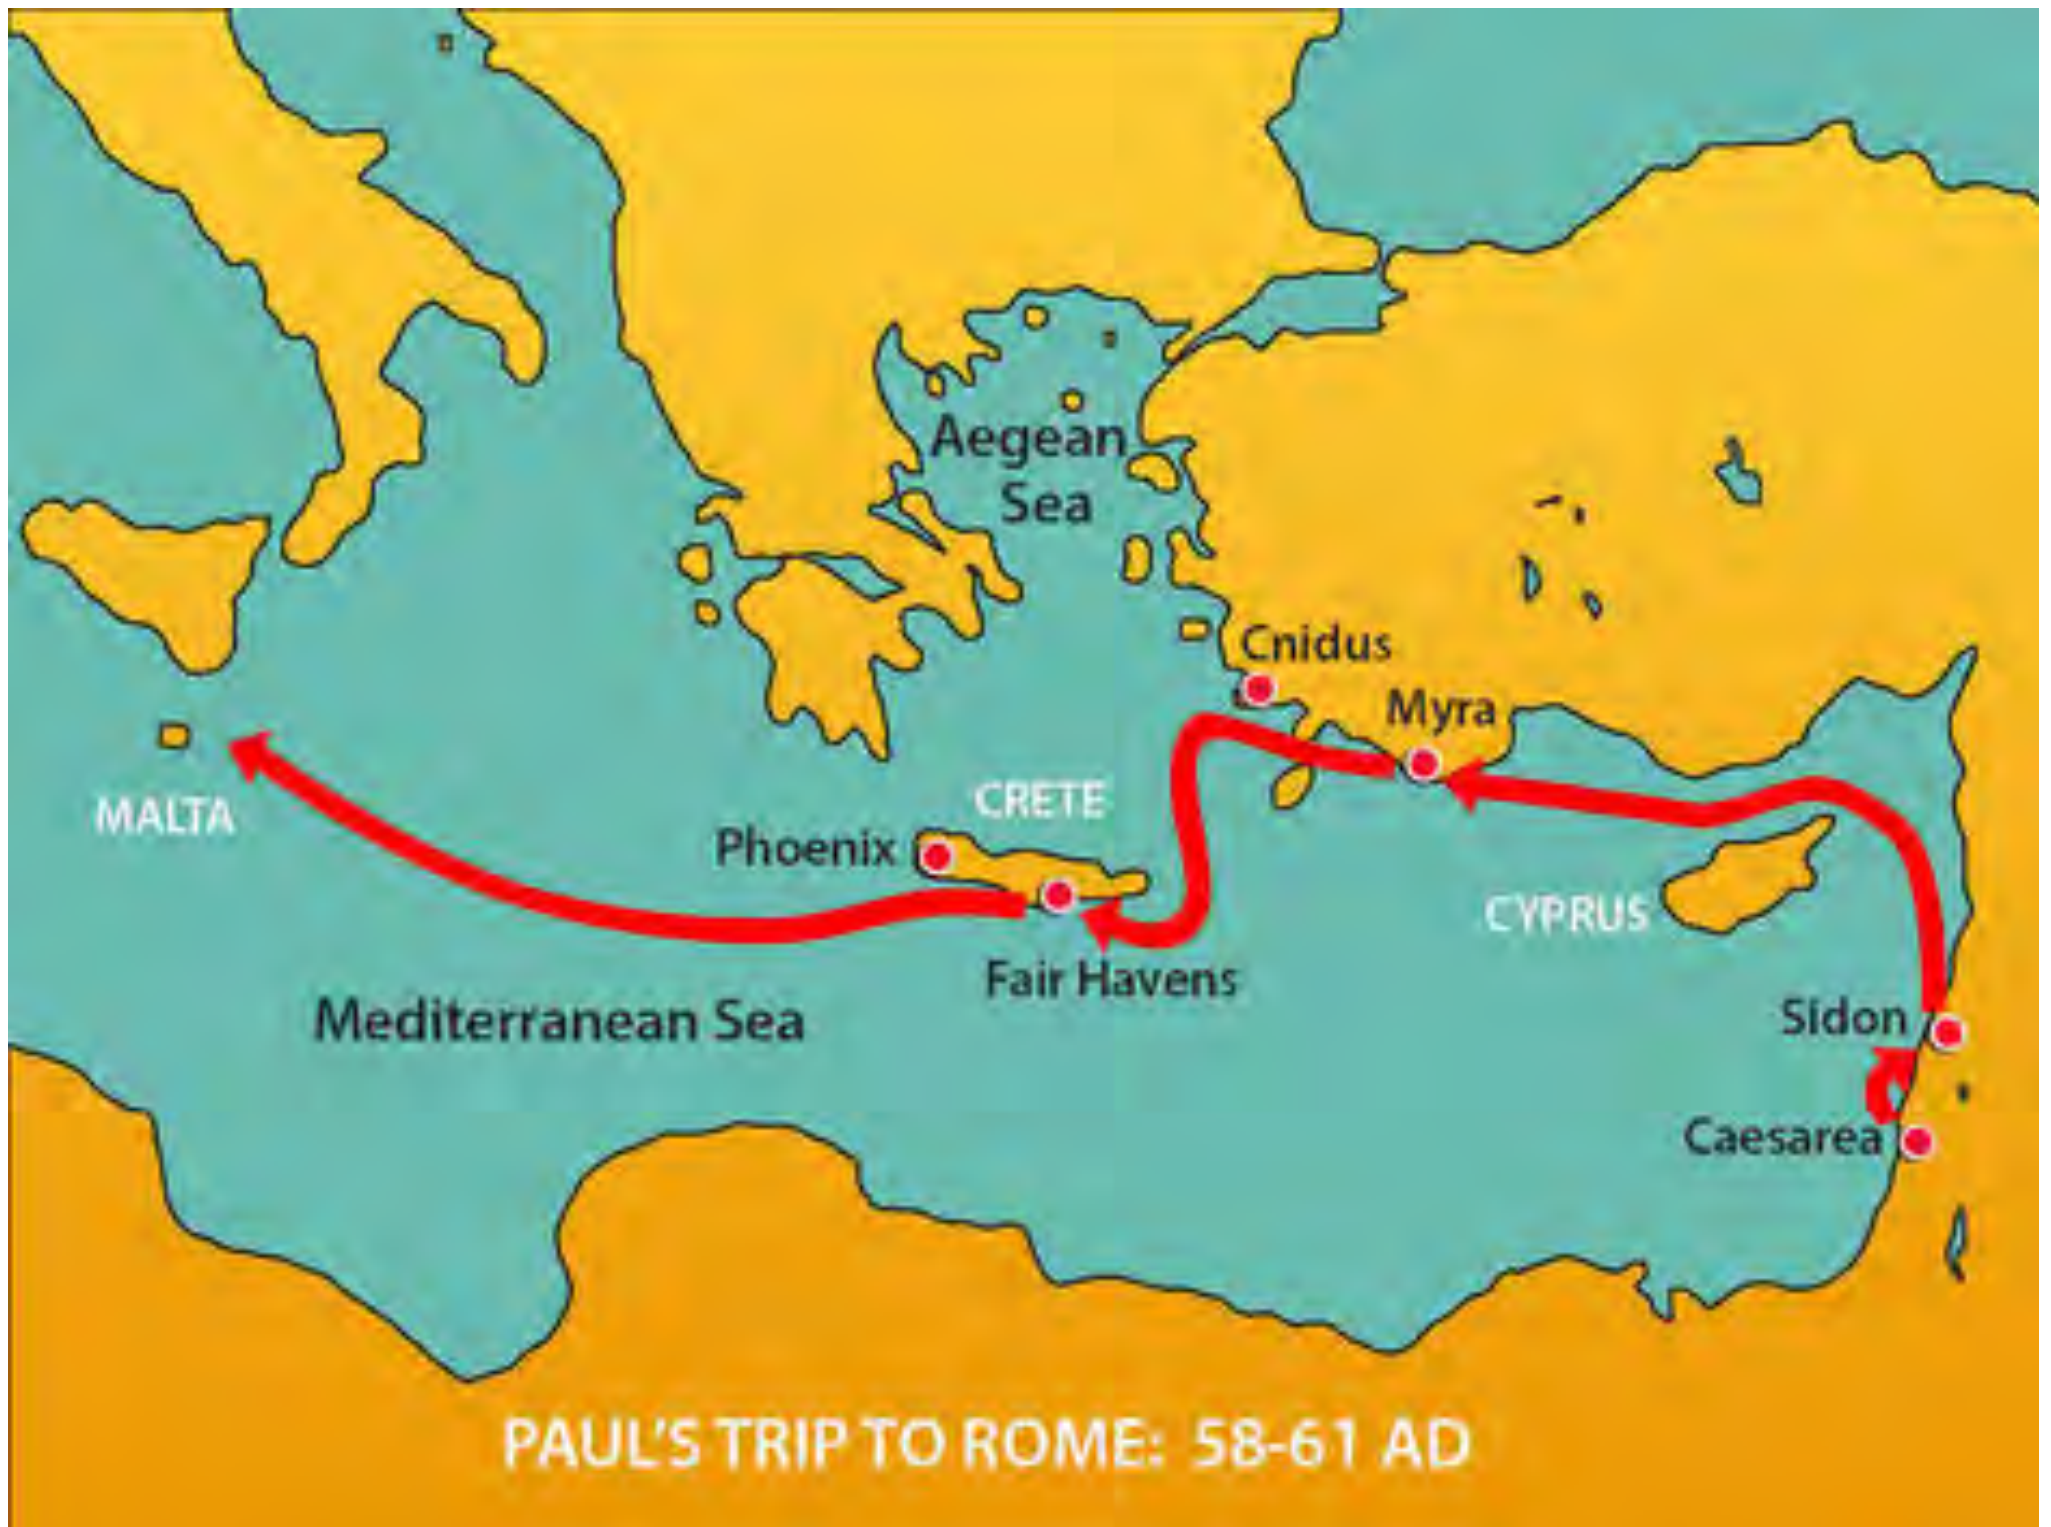 Aegean
Sea
Cnidus
Myra
CRETE
MALTA
Phoenix
CYPRUS
Fair Havens
Mediterranean Sea
Sidon
Caesarea
PAUL'S TRIP TO ROME: 58-61 AD